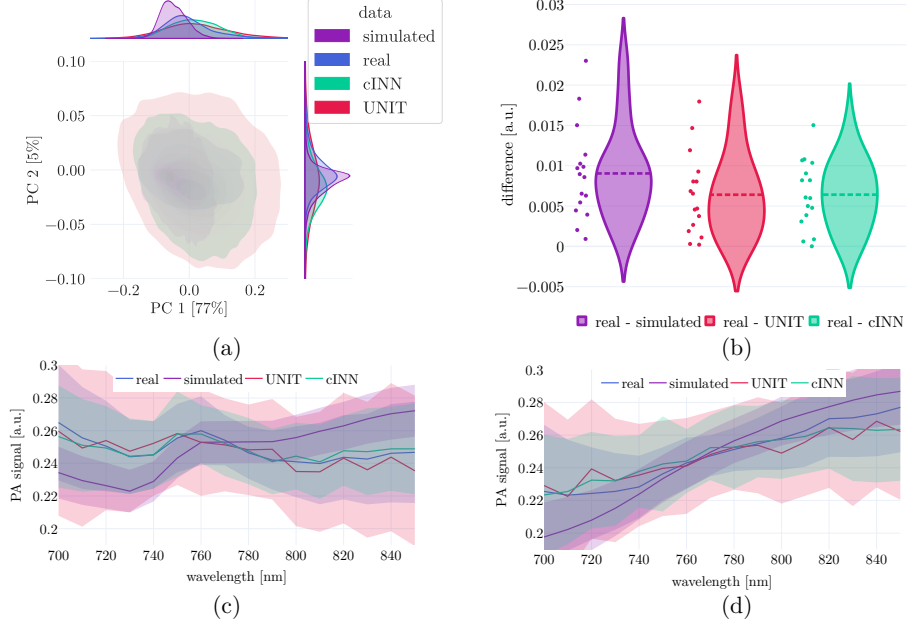 data
simulated
real
cINN
UNIT
0.10
0.05
0.00
−0.05
−0.10
PC 2 [5%]
−0.2
0.0
0.2
PC 1 [77%]
(a)
0.03
0.025
0.02
0.015
0.01
0.005
0
−0.005
difference [a.u.]
real - simulated
real - UNIT
real - cINN
(b)
0.3
0.28
0.26
0.24
0.22
0.2
PA signal [a.u.]
real
simulated
UNIT
cINN
700 720 740 760 780 800 820 840
wavelength [nm]
(c)
0.3
0.28
0.26
0.24
0.22
0.2
PA signal [a.u.]
real
simulated
UNIT
cINN
700 720 740 760 780 800 820 840
wavelength [nm]
(d)